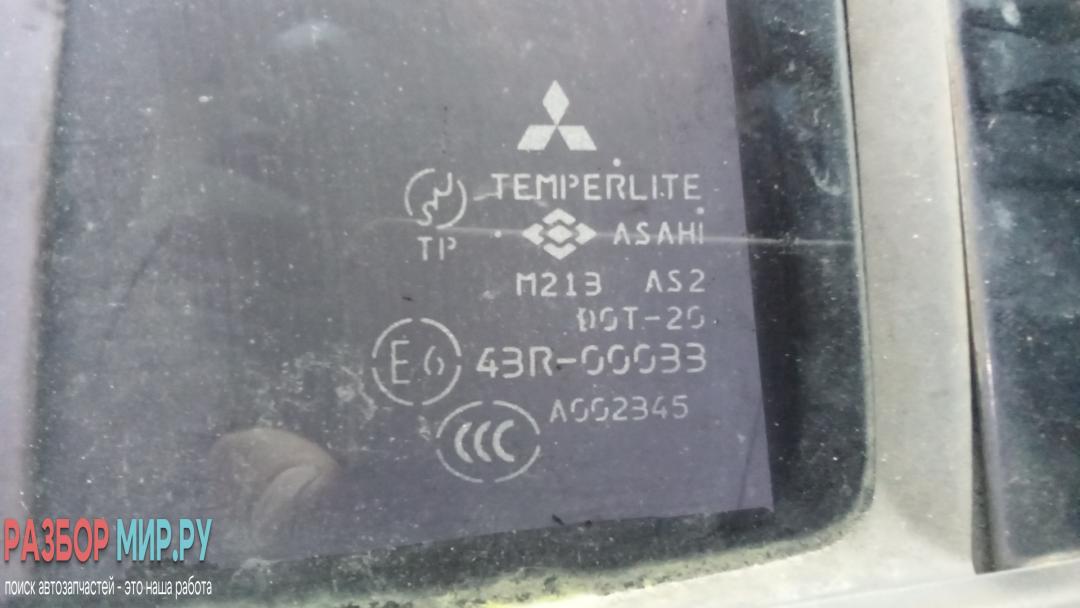 TEMPERLITE
TP
ASAHI
M213 AS2
DOT-20
E6 43R-00033
A002345
CCC
РАЗБОР МИР.РУ
поиск автозапчастей - это наша работа